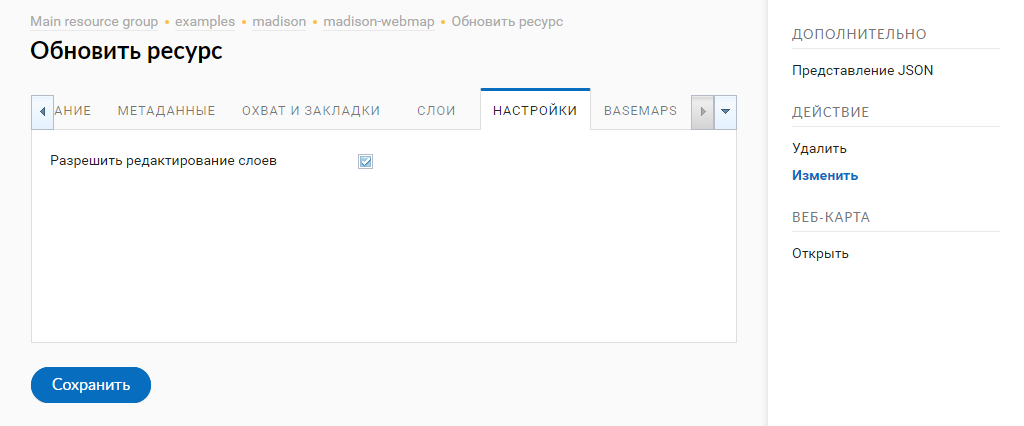 Main resource group • examples • madison • madison-webmap • Обновить ресурс
Обновить ресурс
АНИЕ МЕТАДАННЫЕ ОХВАТ И ЗАКЛАДКИ СЛОИ НАСТРОЙКИ BASEMAPS
Разрешить редактирование слоев
Сохранить
ДОПОЛНИТЕЛЬНО
Представление JSON
ДЕЙСТВИЕ
Удалить
Изменить
ВЕБ-КАРТА
Открыть